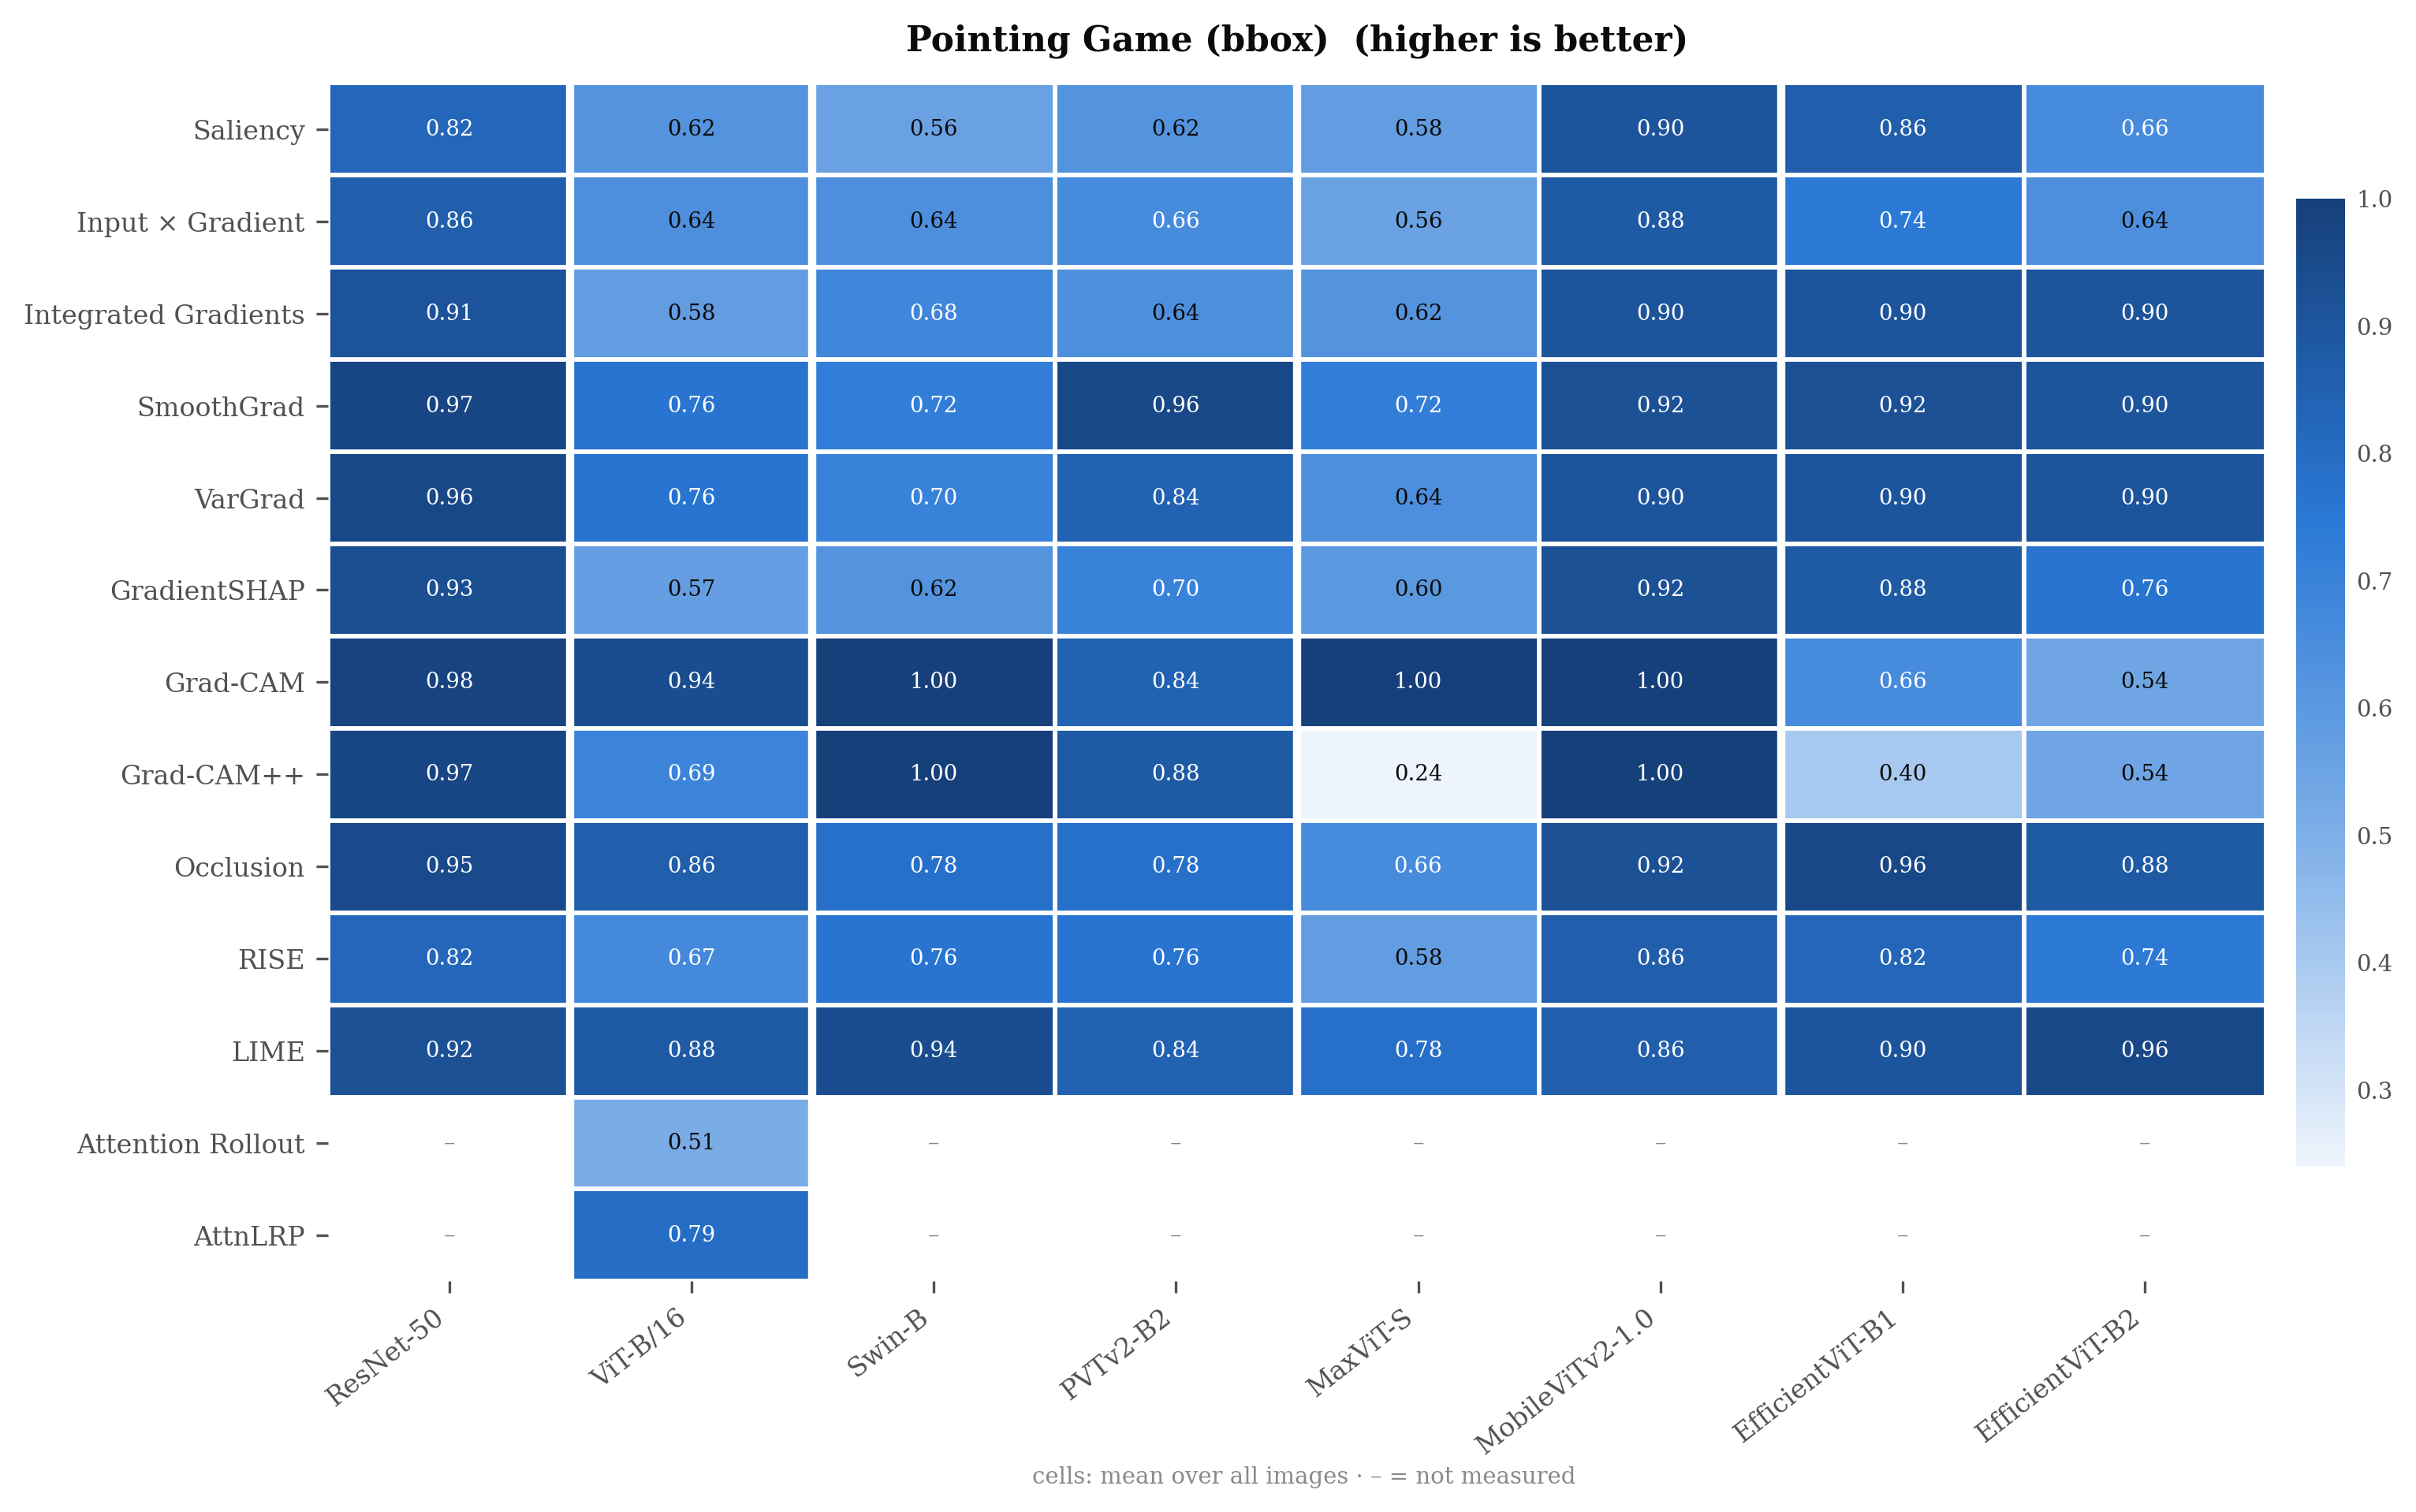 Pointing Game (bbox)  (higher is better)
Saliency 0.82 0.62 0.56 0.62 0.58 0.90 0.86 0.66
Input × Gradient 0.86 0.64 0.64 0.66 0.56 0.88 0.74 0.64
Integrated Gradients 0.91 0.58 0.68 0.64 0.62 0.90 0.90 0.90
SmoothGrad 0.97 0.76 0.72 0.96 0.72 0.92 0.92 0.90
VarGrad 0.96 0.76 0.70 0.84 0.64 0.90 0.90 0.90
GradientSHAP 0.93 0.57 0.62 0.70 0.60 0.92 0.88 0.76
Grad-CAM 0.98 0.94 1.00 0.84 1.00 1.00 0.66 0.54
Grad-CAM++ 0.97 0.69 1.00 0.88 0.24 1.00 0.40 0.54
Occlusion 0.95 0.86 0.78 0.78 0.66 0.92 0.96 0.88
RISE 0.82 0.67 0.76 0.76 0.58 0.86 0.82 0.74
LIME 0.92 0.88 0.94 0.84 0.78 0.86 0.90 0.96
Attention Rollout – 0.51 – – – – – –
AttnLRP – 0.79 – – – – – –
ResNet-50 ViT-B/16 Swin-B PVTv2-B2 MaxViT-S MobileViTv2-1.0 EfficientViT-B1 EfficientViT-B2
1.0
0.9
0.8
0.7
0.6
0.5
0.4
0.3
cells: mean over all images · – = not measured